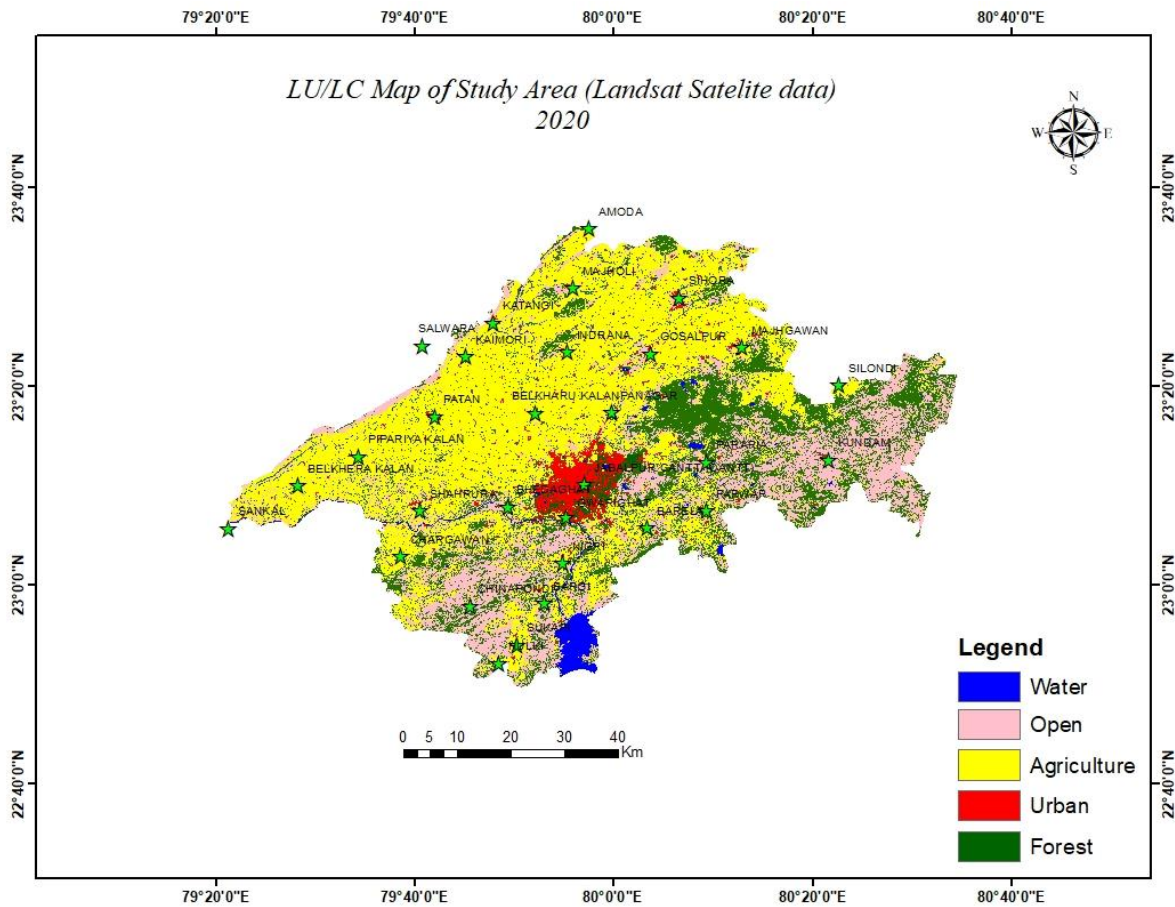 79°20'0"E 79°40'0"E 80°0'0"E 80°20'0"E 80°40'0"E
LU/LC Map of Study Area (Landsat Satelite data)
2020
N
W E
S
23°40'0"N 23°40'0"N
AMODA
MAJHOLI
SIHORA
KATANGI
SALWARA
KAIMORI
INDRANA
GOSALPUR
MAJHGAWAN
23°20'0"N 23°20'0"N
SILONDI
PATAN
BELKHARU KALAN
PANAGAR
PIPARIYA KALAN
PAPARIA
KUNDAM
BELKHERA KALAN
JABALPUR
SANKAL
SHAHPURA
BHEDAGHAT
BARELA
CHARGAWAN
23°0'0"N 23°0'0"N
BARGI
Legend
Water
Open
Agriculture
Urban
Forest
0 5 10 20 30 40
Km
22°40'0"N 22°40'0"N
79°20'0"E 79°40'0"E 80°0'0"E 80°20'0"E 80°40'0"E